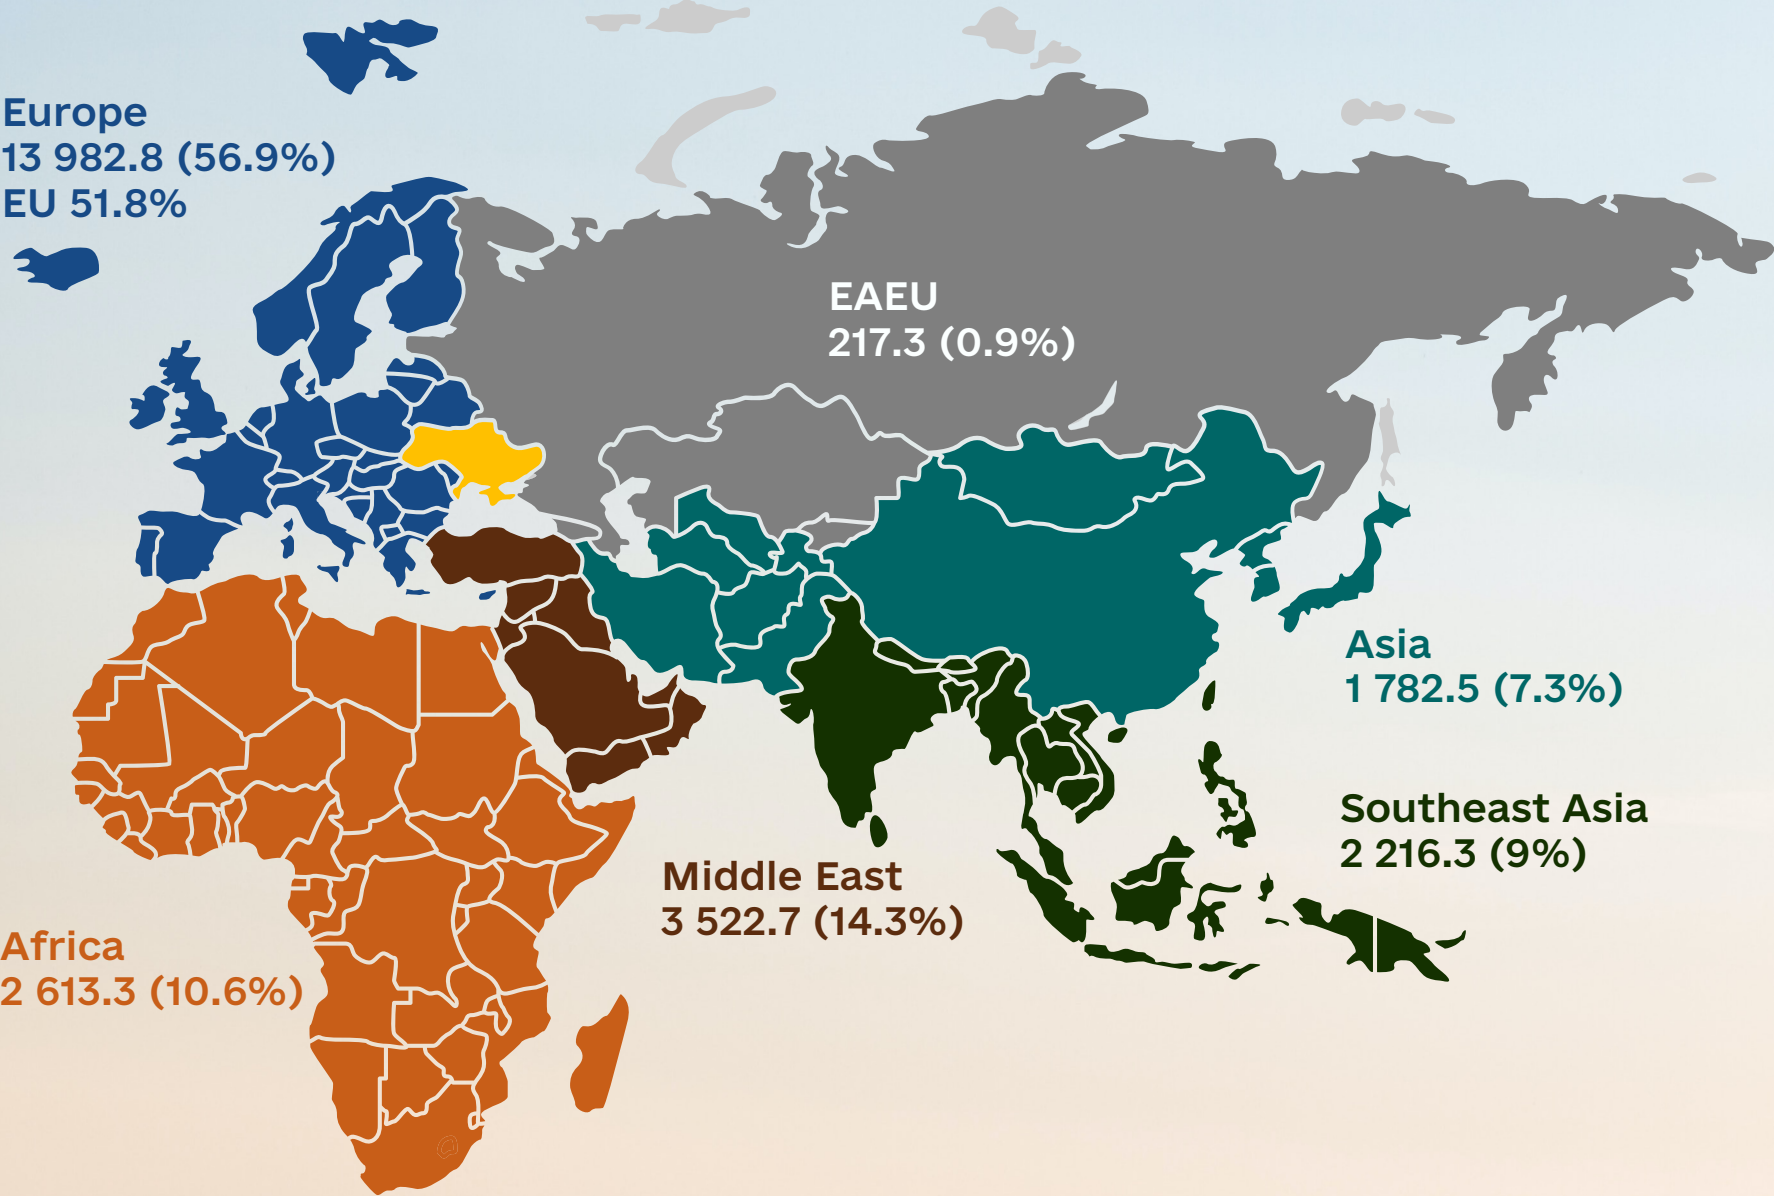 Europe
13 982.8 (56.9%)
EU 51.8%
EAEU
217.3 (0.9%)
Asia
1 782.5 (7.3%)
Southeast Asia
2 216.3 (9%)
Middle East
3 522.7 (14.3%)
Africa
2 613.3 (10.6%)